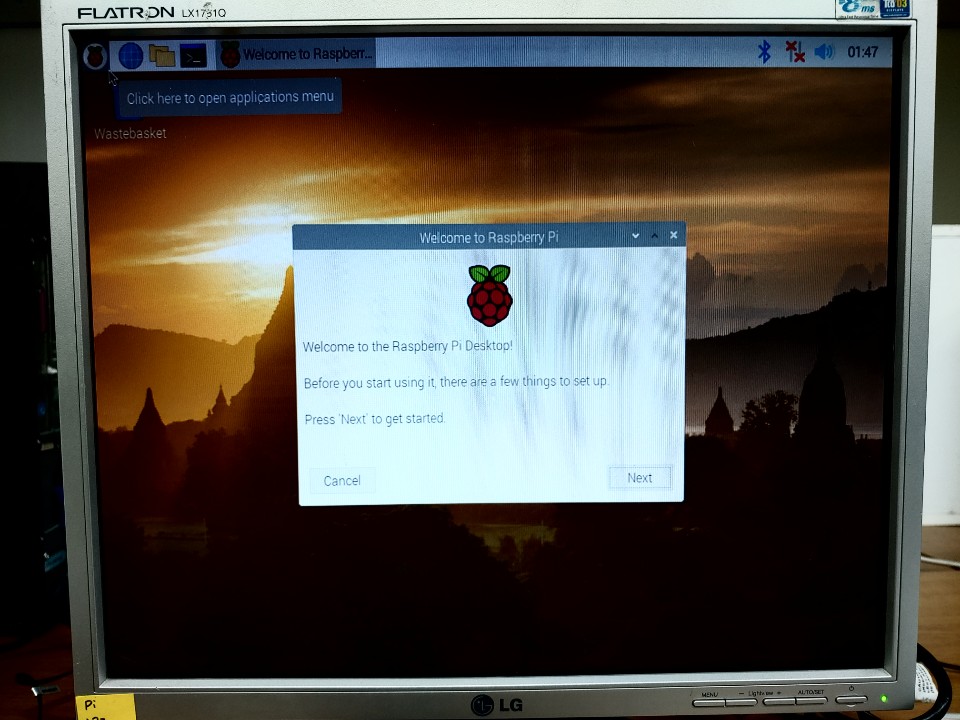 FLATRON LX1731Q
Welcome to Raspberr...
01:47
Click here to open applications menu
Wastebasket
Welcome to Raspberry Pi
Welcome to the Raspberry Pi Desktop!
Before you start using it, there are a few things to set up.
Press 'Next' to get started.
Cancel
Next
LG
MENU
- Lightview +
AUTO/SET
Pi